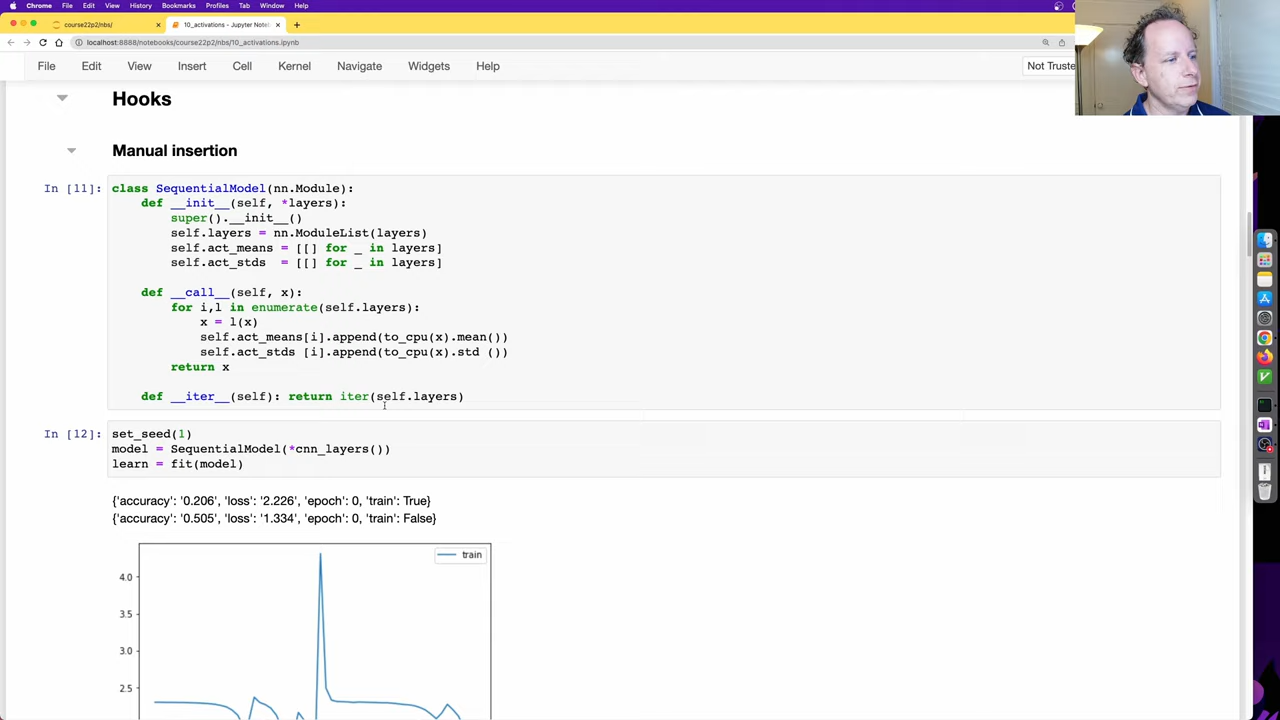 Chrome File Edit View History Bookmarks Profiles Tab Window Help
course22p2/nbs/
10_activations - Jupyter Note
localhost:8888/notebooks/course22p2/nbs/10_activations.ipynb
File Edit View Insert Cell Kernel Navigate Widgets Help Not Truste
Hooks
Manual insertion
In [11]: class SequentialModel(nn.Module):
def __init__(self, *layers):
super().__init__()
self.layers = nn.ModuleList(layers)
self.act_means = [[] for _ in layers]
self.act_stds  = [[] for _ in layers]
def __call__(self, x):
for i,l in enumerate(self.layers):
x = l(x)
self.act_means[i].append(to_cpu(x).mean())
self.act_stds [i].append(to_cpu(x).std ())
return x
def __iter__(self): return iter(self.layers)
In [12]: set_seed(1)
model = SequentialModel(*cnn_layers())
learn = fit(model)
{'accuracy': '0.206', 'loss': '2.226', 'epoch': 0, 'train': True}
{'accuracy': '0.505', 'loss': '1.334', 'epoch': 0, 'train': False}
train
4.0
3.5
3.0
2.5